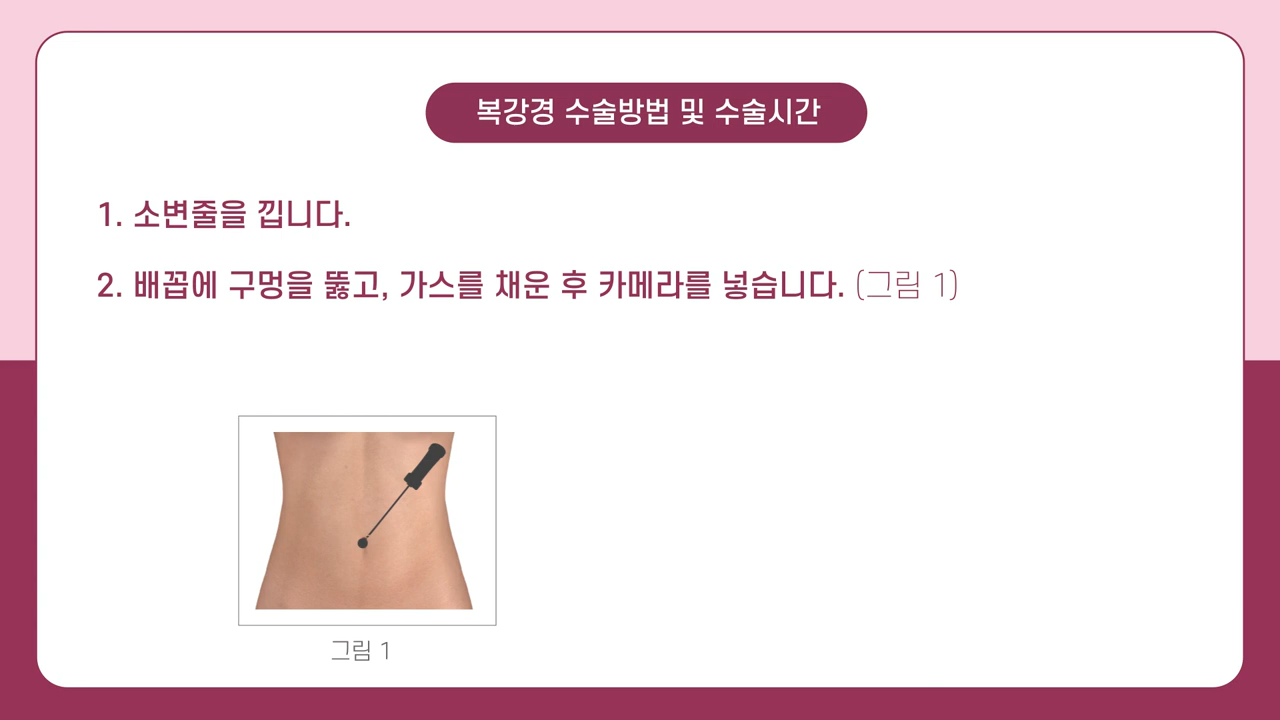 복강경 수술방법 및 수술시간
1. 소변줄을 낍니다.
2. 배꼽에 구멍을 뚫고, 가스를 채운 후 카메라를 넣습니다. (그림 1)
그림 1